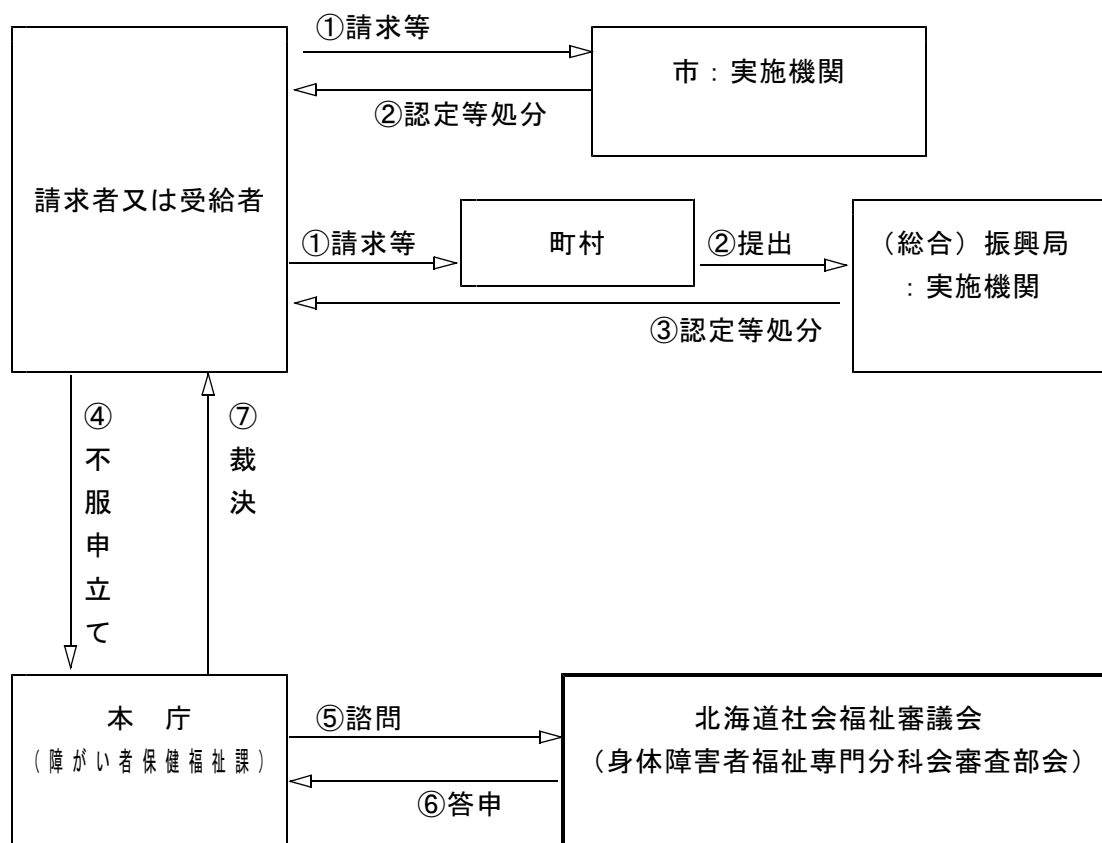 ①請求等
市：実施機関
②認定等処分
請求者又は受給者
①請求等
町村
②提出
（総合）振興局
：実施機関
③認定等処分
④不服申立て
⑦裁決
本　庁
（障がい者保健福祉課）
⑤諮問
北海道社会福祉審議会
（身体障害者福祉専門分科会審査部会）
⑥答申